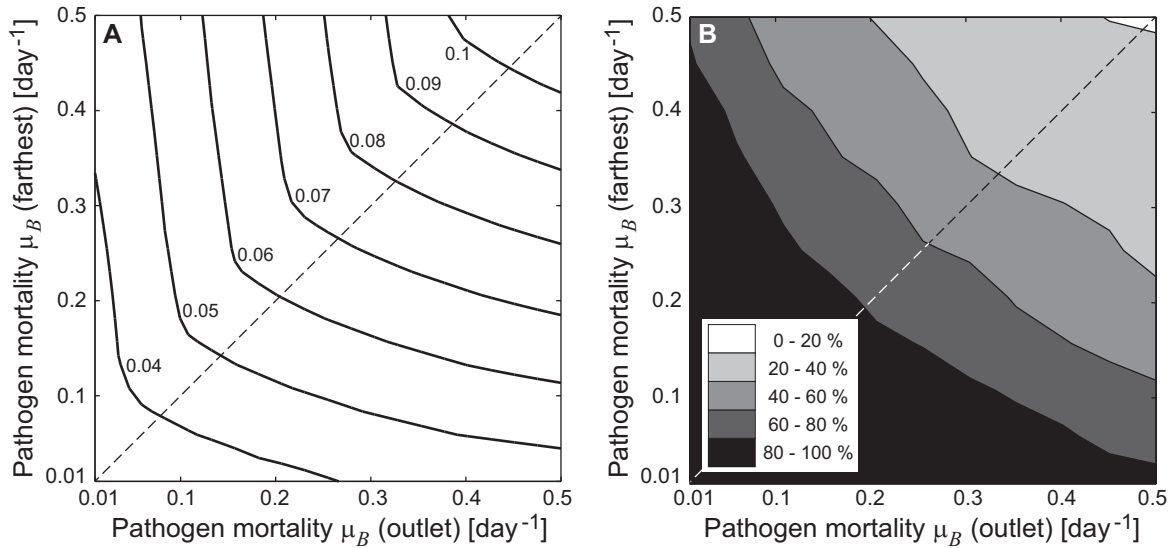 A
0.5
0.4
0.3
0.2
0.1
0.01
Pathogen mortality μB (farthest) [day-1]
0.1
0.09
0.08
0.07
0.06
0.05
0.04
0.01 0.1 0.2 0.3 0.4 0.5
Pathogen mortality μB (outlet) [day-1]
B
0.5
0.4
0.3
0.2
0.1
0.01
Pathogen mortality μB (farthest) [day-1]
0 - 20 %
20 - 40 %
40 - 60 %
60 - 80 %
80 - 100 %
0.01 0.1 0.2 0.3 0.4 0.5
Pathogen mortality μB (outlet) [day-1]